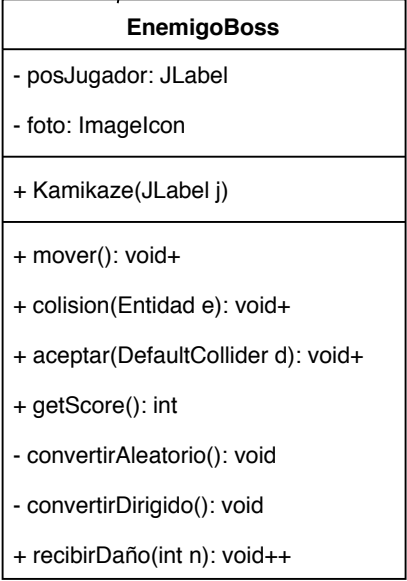 EnemigoBoss
- posJugador: JLabel
- foto: ImageIcon
+ Kamikaze(JLabel j)
+ mover(): void+
+ colision(Entidad e): void+
+ aceptar(DefaultCollider d): void+
+ getScore(): int
- convertirAleatorio(): void
- convertirDirigido(): void
+ recibirDaño(int n): void++